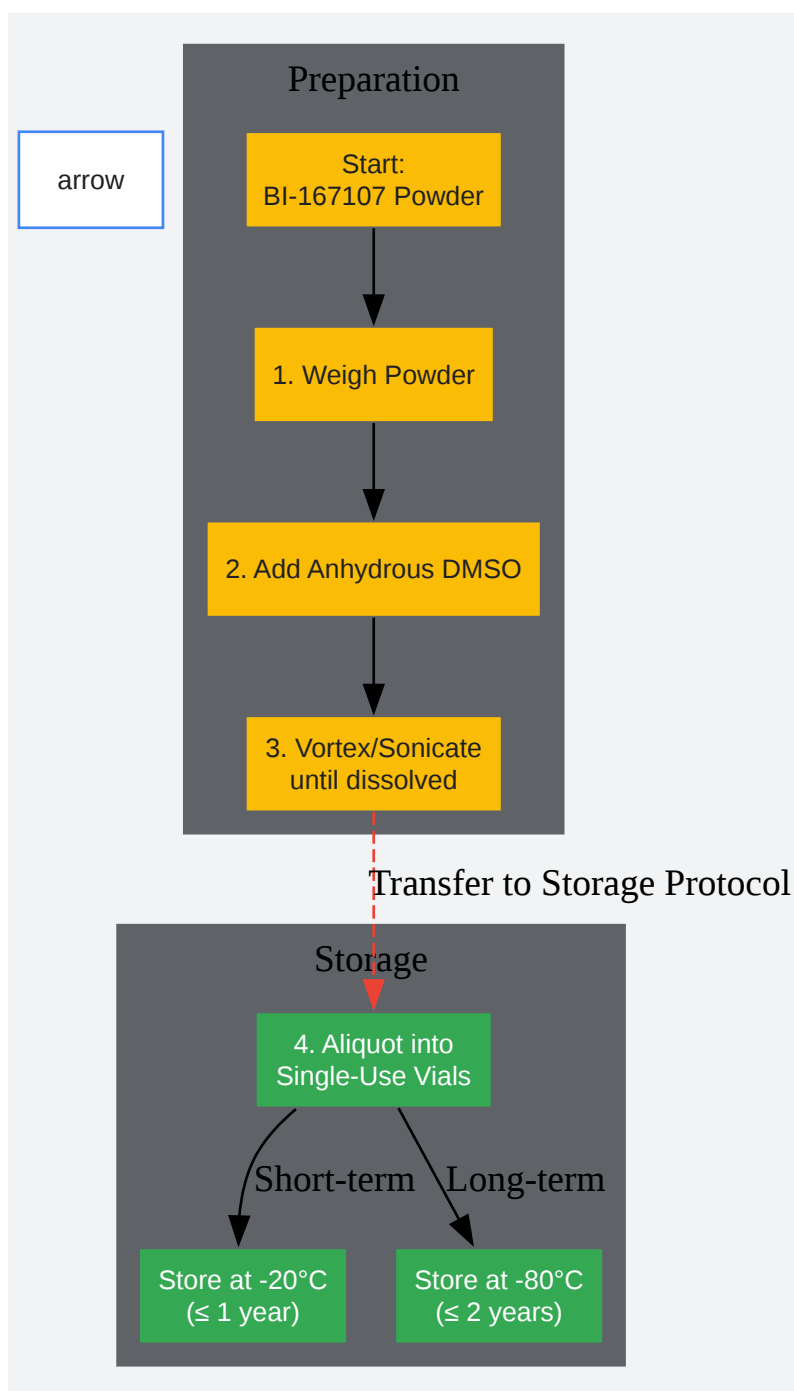 Preparation
arrow
Start:
BI-167107 Powder
1. Weigh Powder
2. Add Anhydrous DMSO
3. Vortex/Sonicate
until dissolved
Transfer to Storage Protocol
Storage
4. Aliquot into
Single-Use Vials
Short-term
Long-term
Store at -20°C
(≤ 1 year)
Store at -80°C
(≤ 2 years)